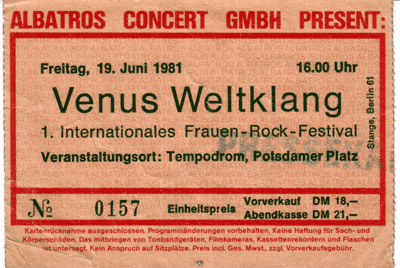 ALBATROS CONCERT GMBH PRESENT:
Freitag, 19. Juni 1981 16.00 Uhr
Venus Weltklang
1. Internationales Frauen-Rock-Festival
Veranstaltungsort: Tempodrom, Potsdamer Platz
Stange, Berlin 61
PRESSEKA
No 0157 Einheitspreis Vorverkauf DM 18,—
Abendkasse DM 21,—
Kartenrücknahme ausgeschlossen. Programmänderungen vorbehalten. Keine Haftung für Sach- und
Körperschäden. Das mitbringen von Tonbandgeräten, Filmkameras, Kassettenrekordern und Flaschen
ist untersagt. Kein Anspruch auf Sitzplätze. Preis incl. Ges. Mwst., zzgl. Vorverkaufsgebühr.